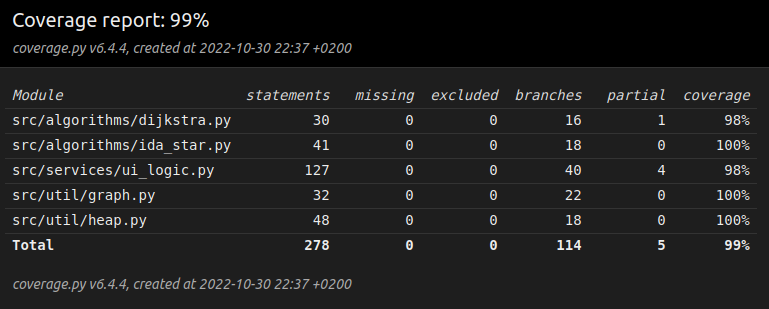 Coverage report: 99%
coverage.py v6.4.4, created at 2022-10-30 22:37 +0200
Module statements missing excluded branches partial coverage
src/algorithms/dijkstra.py 30 0 0 16 1 98%
src/algorithms/ida_star.py 41 0 0 18 0 100%
src/services/ui_logic.py 127 0 0 40 4 98%
src/util/graph.py 32 0 0 22 0 100%
src/util/heap.py 48 0 0 18 0 100%
Total 278 0 0 114 5 99%
coverage.py v6.4.4, created at 2022-10-30 22:37 +0200